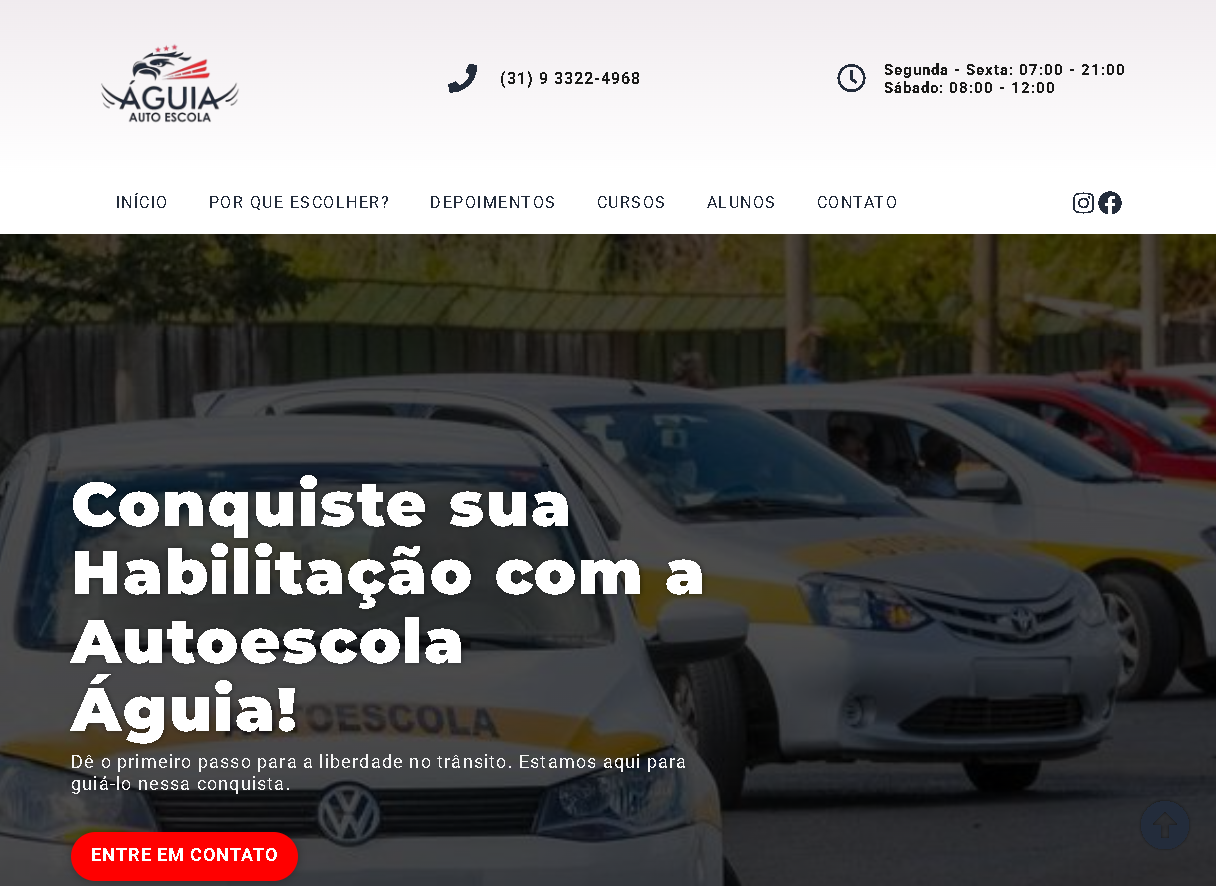 ÁGUIA
AUTO ESCOLA
(31) 9 3322-4968
Segunda - Sexta: 07:00 - 21:00
Sábado: 08:00 - 12:00
INÍCIO
POR QUE ESCOLHER?
DEPOIMENTOS
CURSOS
ALUNOS
CONTATO
AUTOESCOLA
Conquiste sua
Habilitação com a
Autoescola
Águia!
OESCOLA
Dê o primeiro passo para a liberdade no trânsito. Estamos aqui para
guiá-lo nessa conquista.
ENTRE EM CONTATO